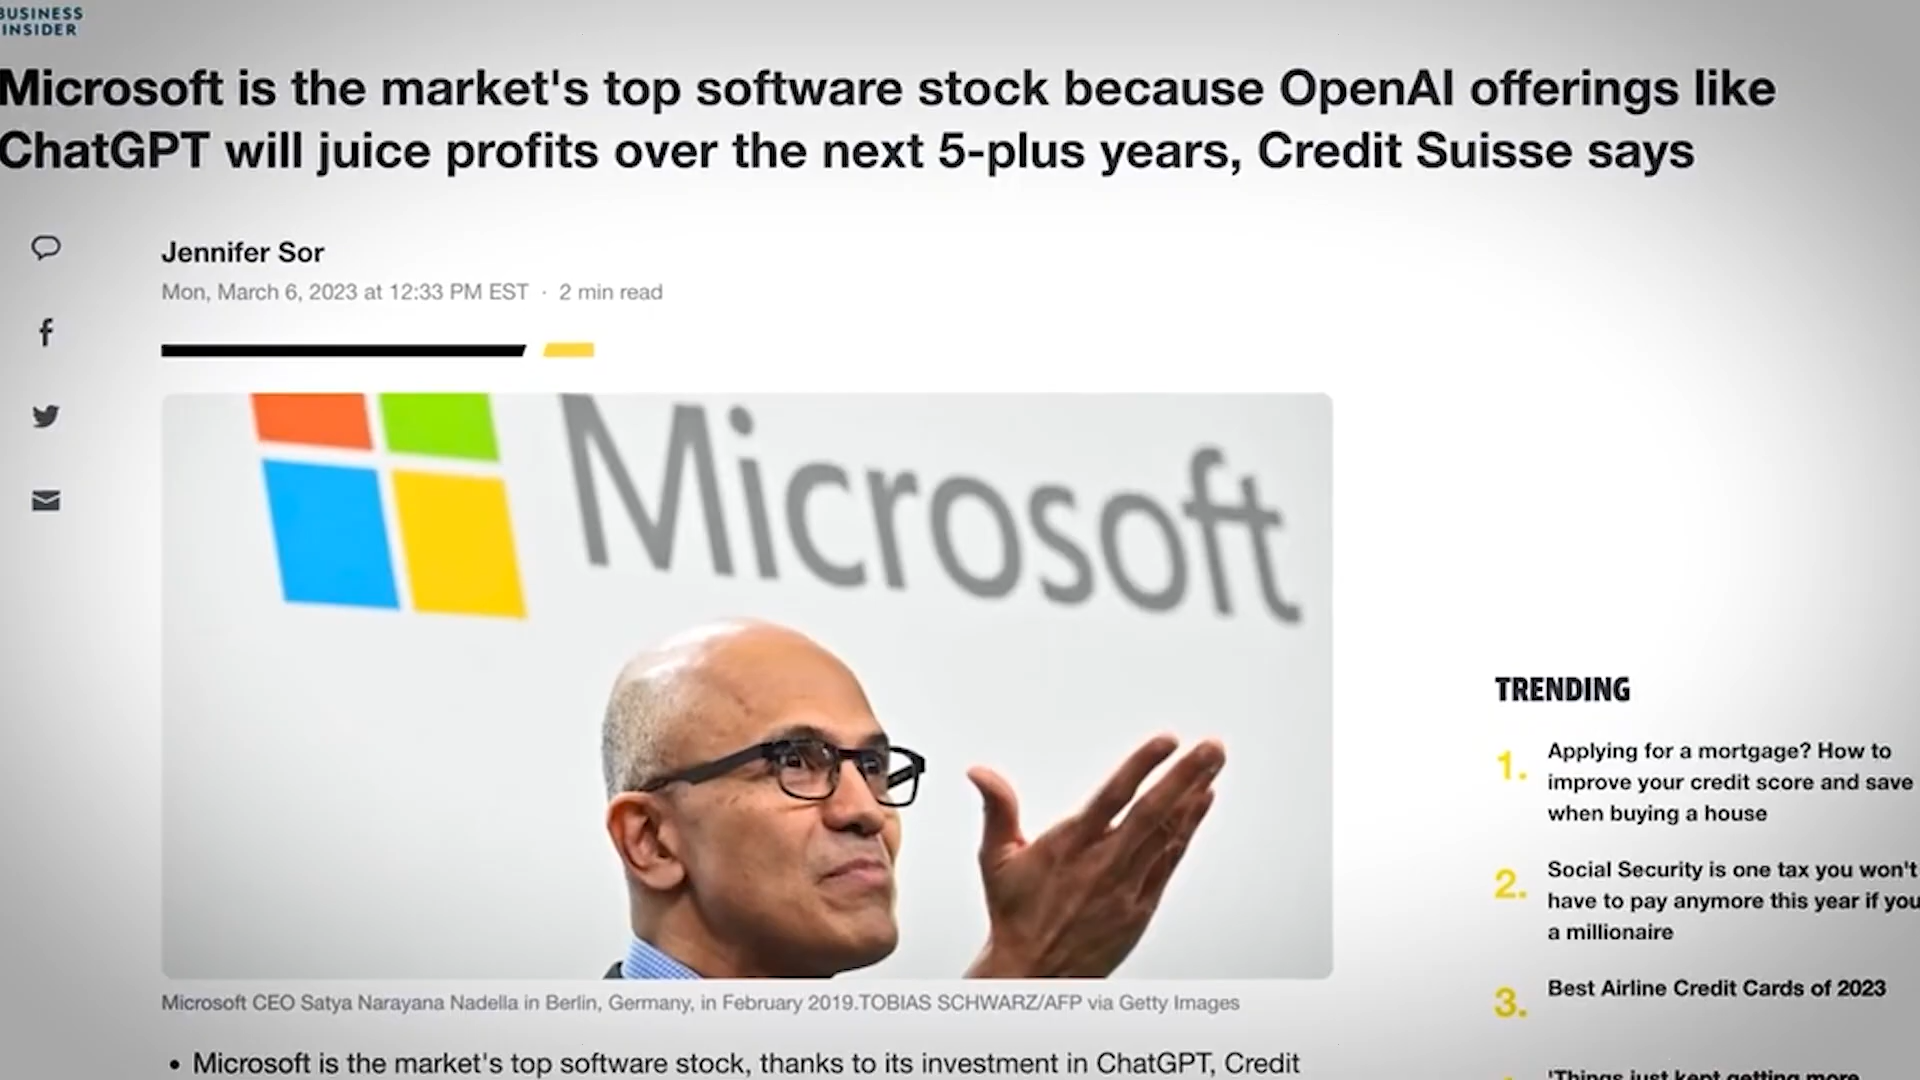 BUSINESS
INSIDER
Microsoft is the market's top software stock because OpenAI offerings like
ChatGPT will juice profits over the next 5-plus years, Credit Suisse says
Jennifer Sor
Mon, March 6, 2023 at 12:33 PM EST · 2 min read
Microsoft
Microsoft CEO Satya Narayana Nadella in Berlin, Germany, in February 2019.TOBIAS SCHWARZ/AFP via Getty Images
• Microsoft is the market's top software stock, thanks to its investment in ChatGPT, Credit
TRENDING
1. Applying for a mortgage? How to
improve your credit score and save
when buying a house
2. Social Security is one tax you won't
have to pay anymore this year if you
a millionaire
3. Best Airline Credit Cards of 2023
'Things just kept getting more